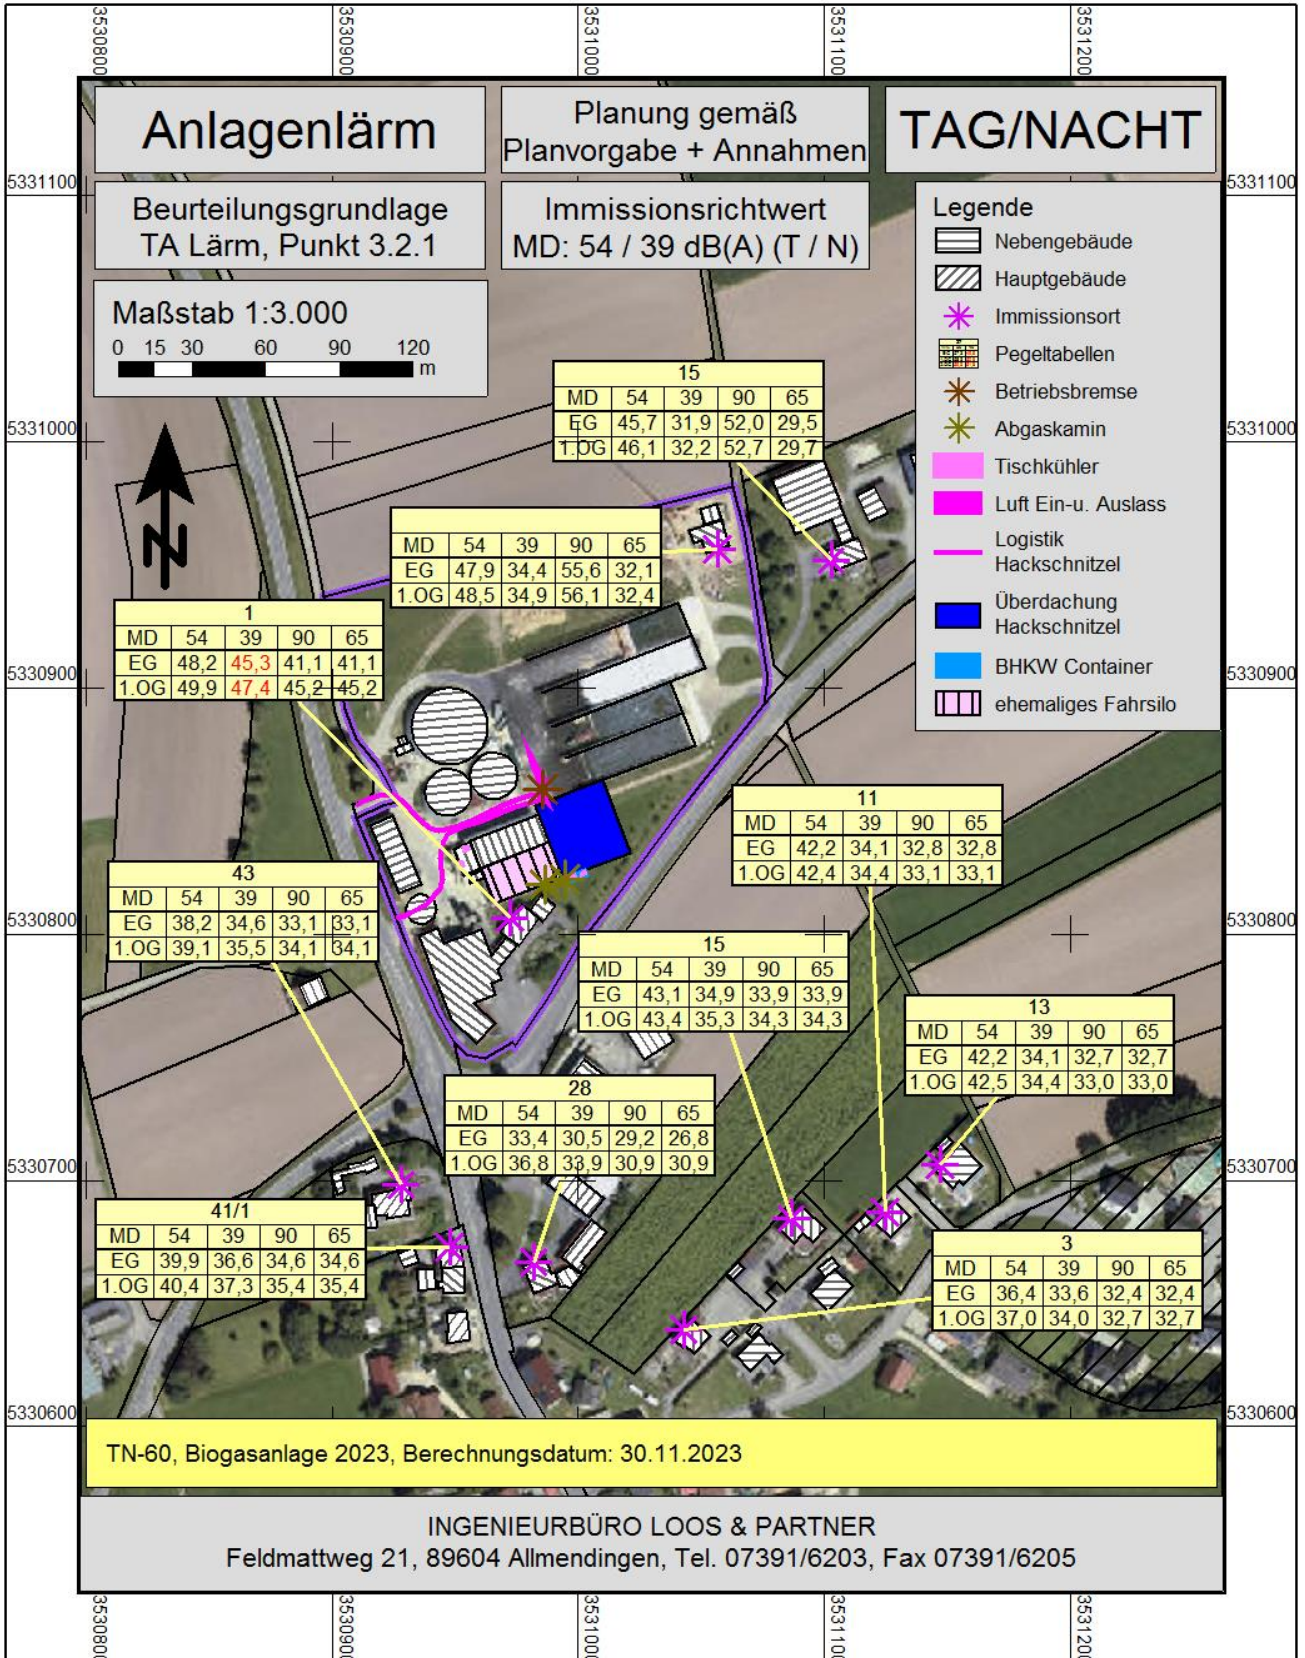 3530800
3530900
3531000
3531100
3531200
Anlagenlärm
Planung gemäß
Planvorgabe + Annahmen
TAG/NACHT
5331100
5331100
Beurteilungsgrundlage
TA Lärm, Punkt 3.2.1
Immissionsrichtwert
MD: 54 / 39 dB(A) (T / N)
Legende
Nebengebäude
Hauptgebäude
Immissionsort
Pegeltabellen
Betriebsbremse
Abgaskamin
Tischkühler
Luft Ein-u. Auslass
Logistik
Hackschnitzel
Überdachung
Hackschnitzel
BHKW Container
ehemaliges Fahrsilo
Maßstab 1:3.000
0 15 30 60 90 120
m
15
MD 54 39 90 65
EG 45,7 31,9 52,0 29,5
1.OG 46,1 32,2 52,7 29,7
5331000
5331000
N
MD 54 39 90 65
EG 47,9 34,4 55,6 32,1
1.OG 48,5 34,9 56,1 32,4
1
MD 54 39 90 65
EG 48,2 45,3 41,1 41,1
1.OG 49,9 47,4 45,2 45,2
5330900
5330900
11
MD 54 39 90 65
EG 42,2 34,1 32,8 32,8
1.OG 42,4 34,4 33,1 33,1
43
MD 54 39 90 65
EG 38,2 34,6 33,1 33,1
1.OG 39,1 35,5 34,1 34,1
5330800
5330800
15
MD 54 39 90 65
EG 43,1 34,9 33,9 33,9
1.OG 43,4 35,3 34,3 34,3
13
MD 54 39 90 65
EG 42,2 34,1 32,7 32,7
1.OG 42,5 34,4 33,0 33,0
28
MD 54 39 90 65
EG 33,4 30,5 29,2 26,8
1.OG 36,8 33,9 30,9 30,9
5330700
5330700
41/1
MD 54 39 90 65
EG 39,9 36,6 34,6 34,6
1.OG 40,4 37,3 35,4 35,4
3
MD 54 39 90 65
EG 36,4 33,6 32,4 32,4
1.OG 37,0 34,0 32,7 32,7
5330600
5330600
TN-60, Biogasanlage 2023, Berechnungsdatum: 30.11.2023
INGENIEURBÜRO LOOS & PARTNER
Feldmattweg 21, 89604 Allmendingen, Tel. 07391/6203, Fax 07391/6205
3530800
3530900
3531000
3531100
3531200